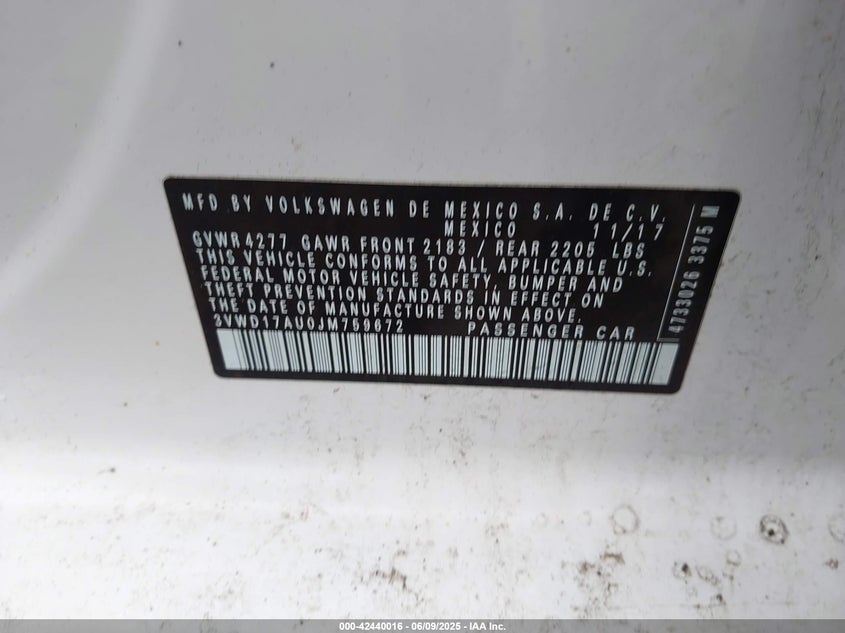 MFD BY VOLKSWAGEN DE MEXICO S.A. DE C.V.
MEXICO 11/17
GVWR 4277 GAWR FRONT 2183 / REAR 2205 LBS
THIS VEHICLE CONFORMS TO ALL APPLICABLE U.S.
FEDERAL MOTOR VEHICLE SAFETY, BUMPER AND
THEFT PREVENTION STANDARDS IN EFFECT ON
THE DATE OF MANUFACTURE SHOWN ABOVE.
3VWD17AU0JM759672 PASSENGER CAR
4733026 3375 M
000-42440016 - 06/09/2025 - IAA Inc.